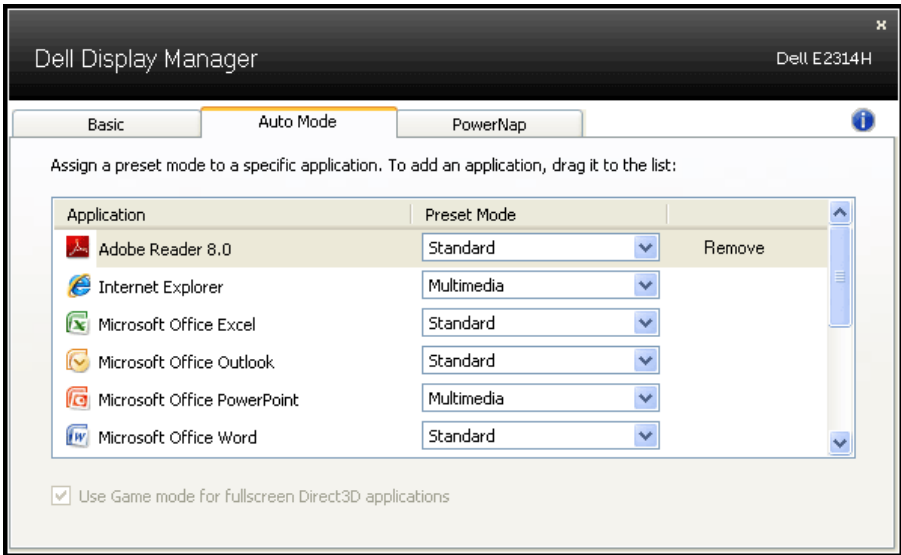 x
Dell Display Manager
Dell E2314H
Basic
Auto Mode
PowerNap
i
Assign a preset mode to a specific application. To add an application, drag it to the list:
Application Preset Mode
Adobe Reader 8.0 Standard Remove
Internet Explorer Multimedia
Microsoft Office Excel Standard
Microsoft Office Outlook Standard
Microsoft Office PowerPoint Multimedia
Microsoft Office Word Standard
Use Game mode for fullscreen Direct3D applications